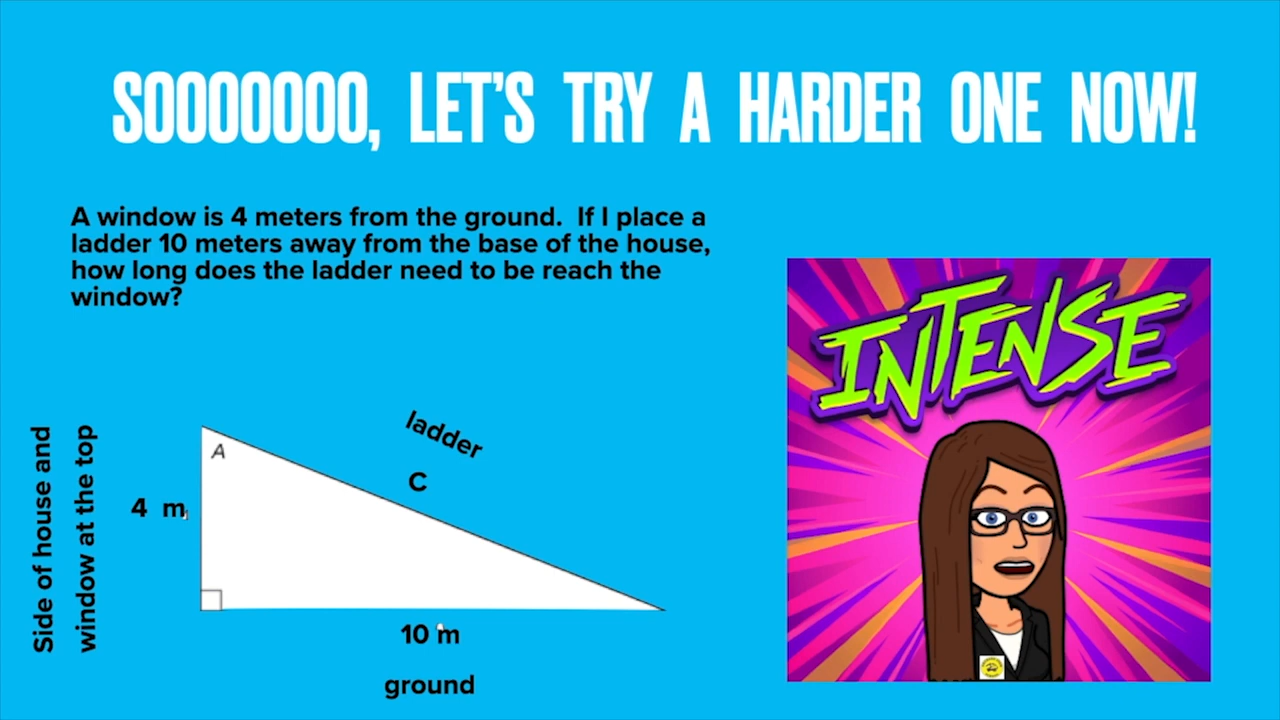 SOOOOOOO, LET'S TRY A HARDER ONE NOW!
A window is 4 meters from the ground.  If I place a
ladder 10 meters away from the base of the house,
how long does the ladder need to be reach the
window?
INTENSE
Side of house and
window at the top
4 m
A
ladder
C
10 m
ground